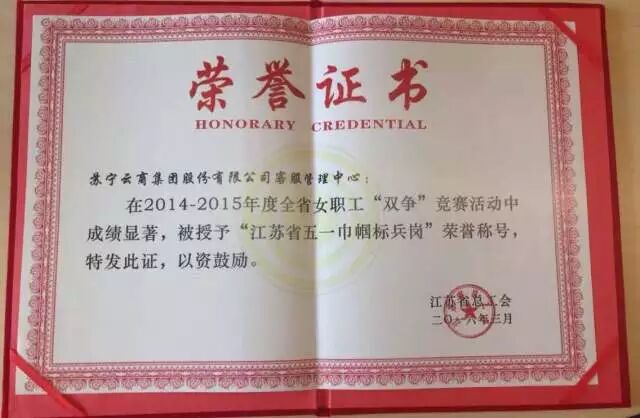 荣誉证书
HONORARY CREDENTIAL
苏宁云商集团股份有限公司客服管理中心：
在2014-2015年度全省女职工“双争”竞赛活动中
成绩显著，被授予“江苏省五一巾帼标兵岗”荣誉称号，
特发此证，以资鼓励。
江苏省总工会
二〇一六年三月